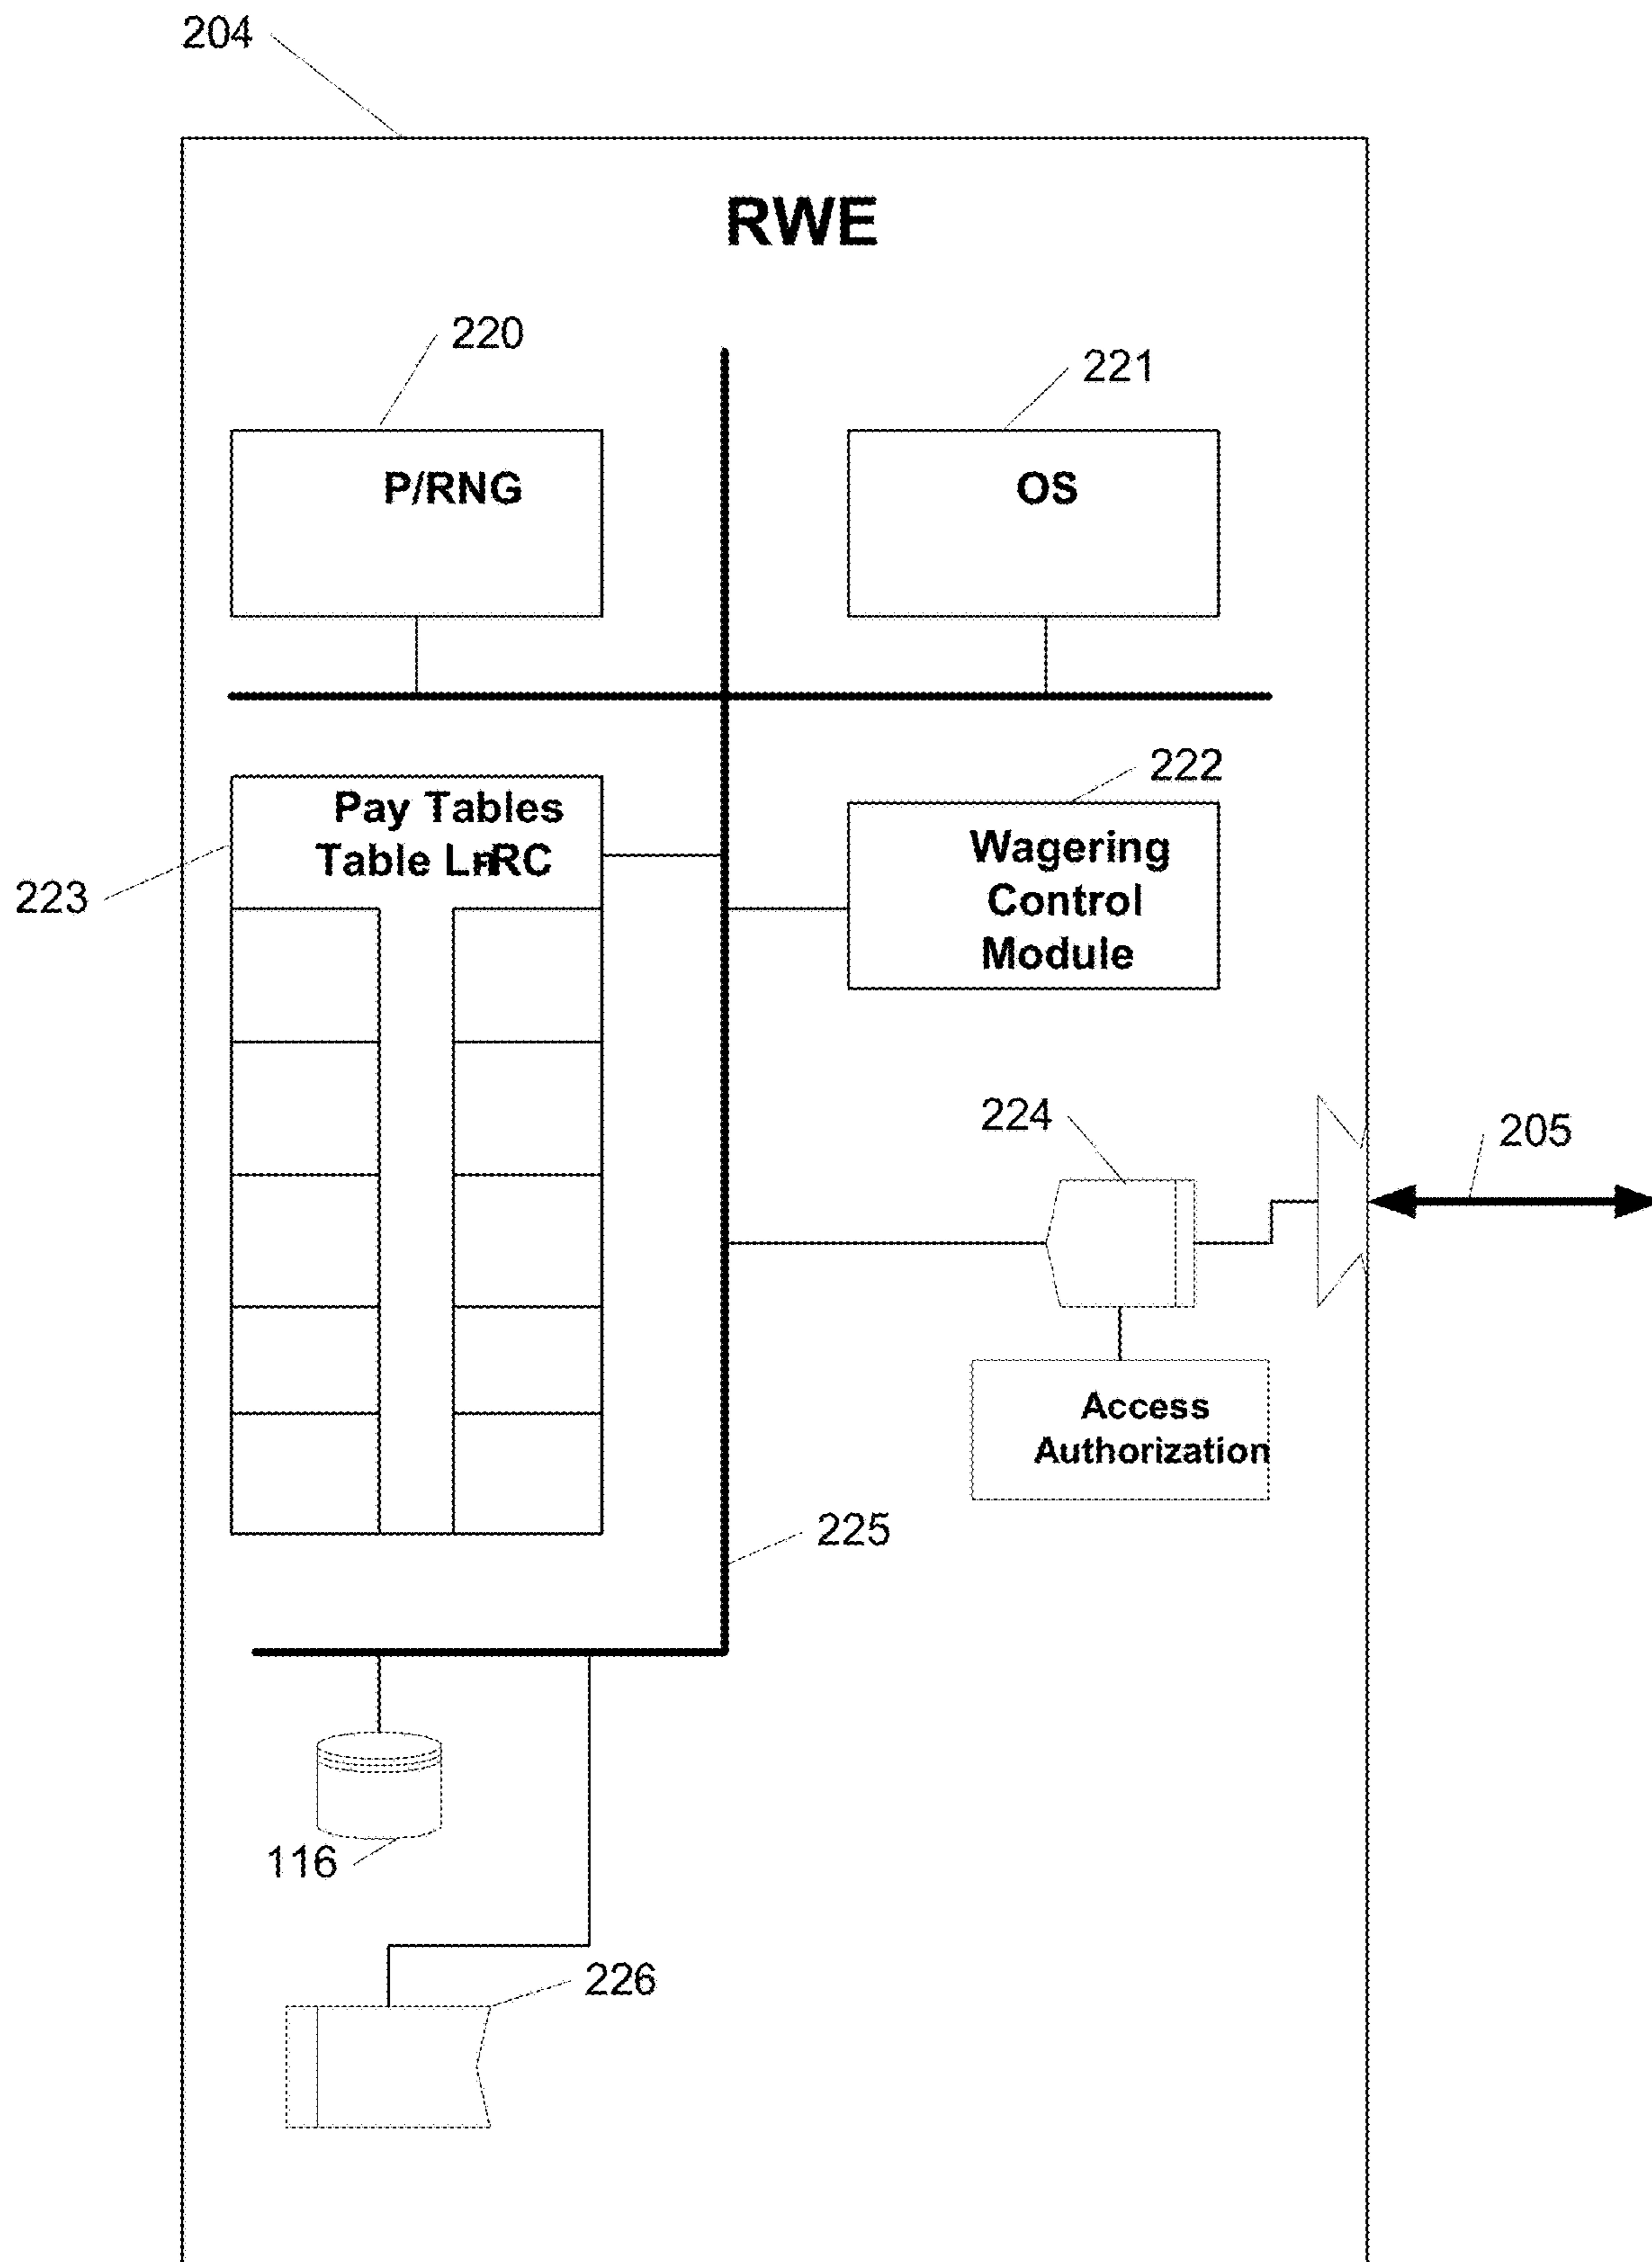 204
RWE
220
221
P/RNG
OS
222
Pay Tables
Table
Wagering
Control
Module
223
224
205
Access
Authorization
225
116
226